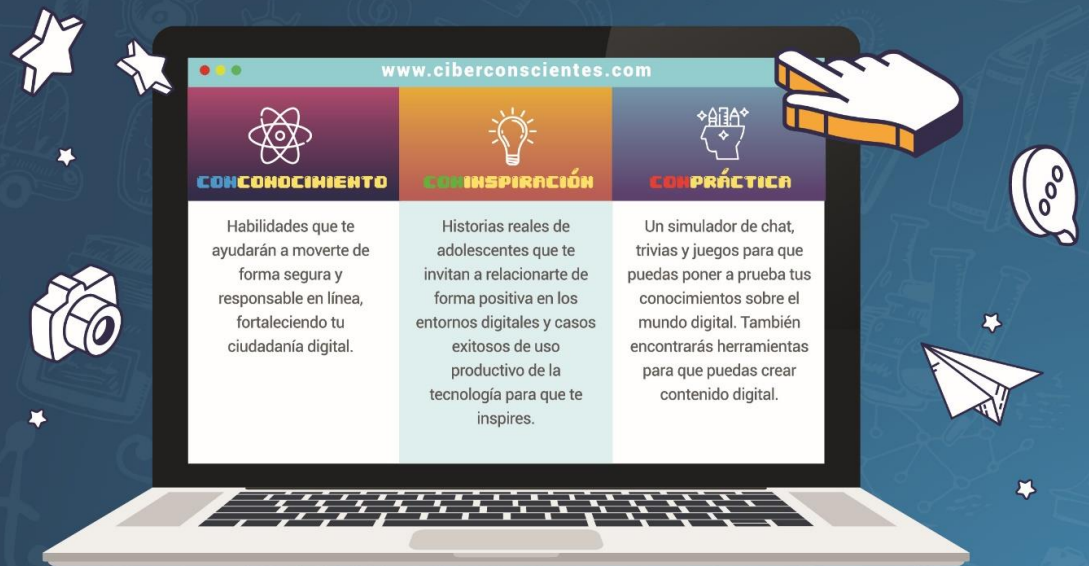 www.ciberconscientes.com
CONCONOCIMIENTO
Habilidades que te
ayudarán a moverte de
forma segura y
responsable en línea,
fortaleciendo tu
ciudadanía digital.
CONINSPIRACIÓN
Historias reales de
adolescentes que te
invitan a relacionarte de
forma positiva en los
entornos digitales y casos
exitosos de uso
productivo de la
tecnología para que te
inspires.
CONPRÁCTICA
Un simulador de chat,
trivias y juegos para que
puedas poner a prueba tus
conocimientos sobre el
mundo digital. También
encontrarás herramientas
para que puedas crear
contenido digital.